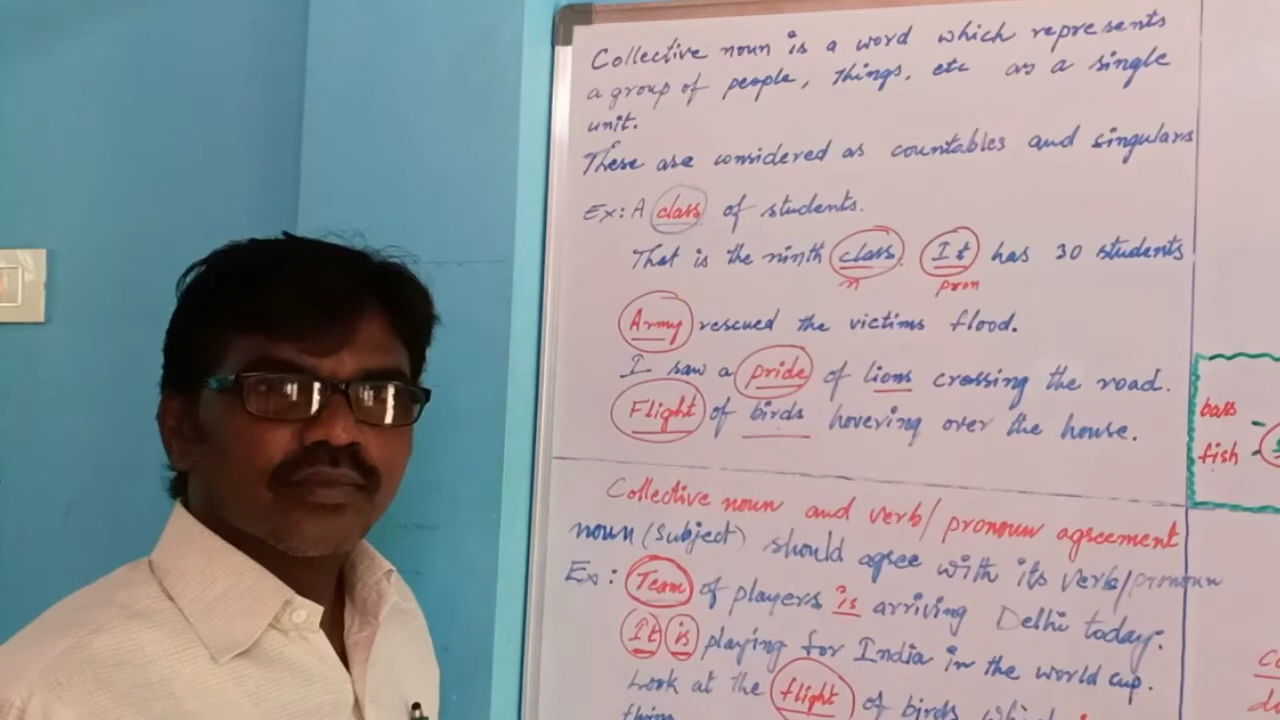 Collective noun is a word which represents
a group of people, things, etc as a single
unit.
These are considered as countables and singulars
Ex: A class of students.
That is the ninth class. It has 30 students
n pron
Army rescued the victims flood.
I saw a pride of lions crossing the road.
Flight of birds hovering over the house.
Collective noun and verb/ pronoun agreement
noun (subject) should agree with its verb/pronoun
Ex: Team of players is arriving Delhi today.
It is playing for India in the world cup.
Look at the flight of birds which
bass
fish